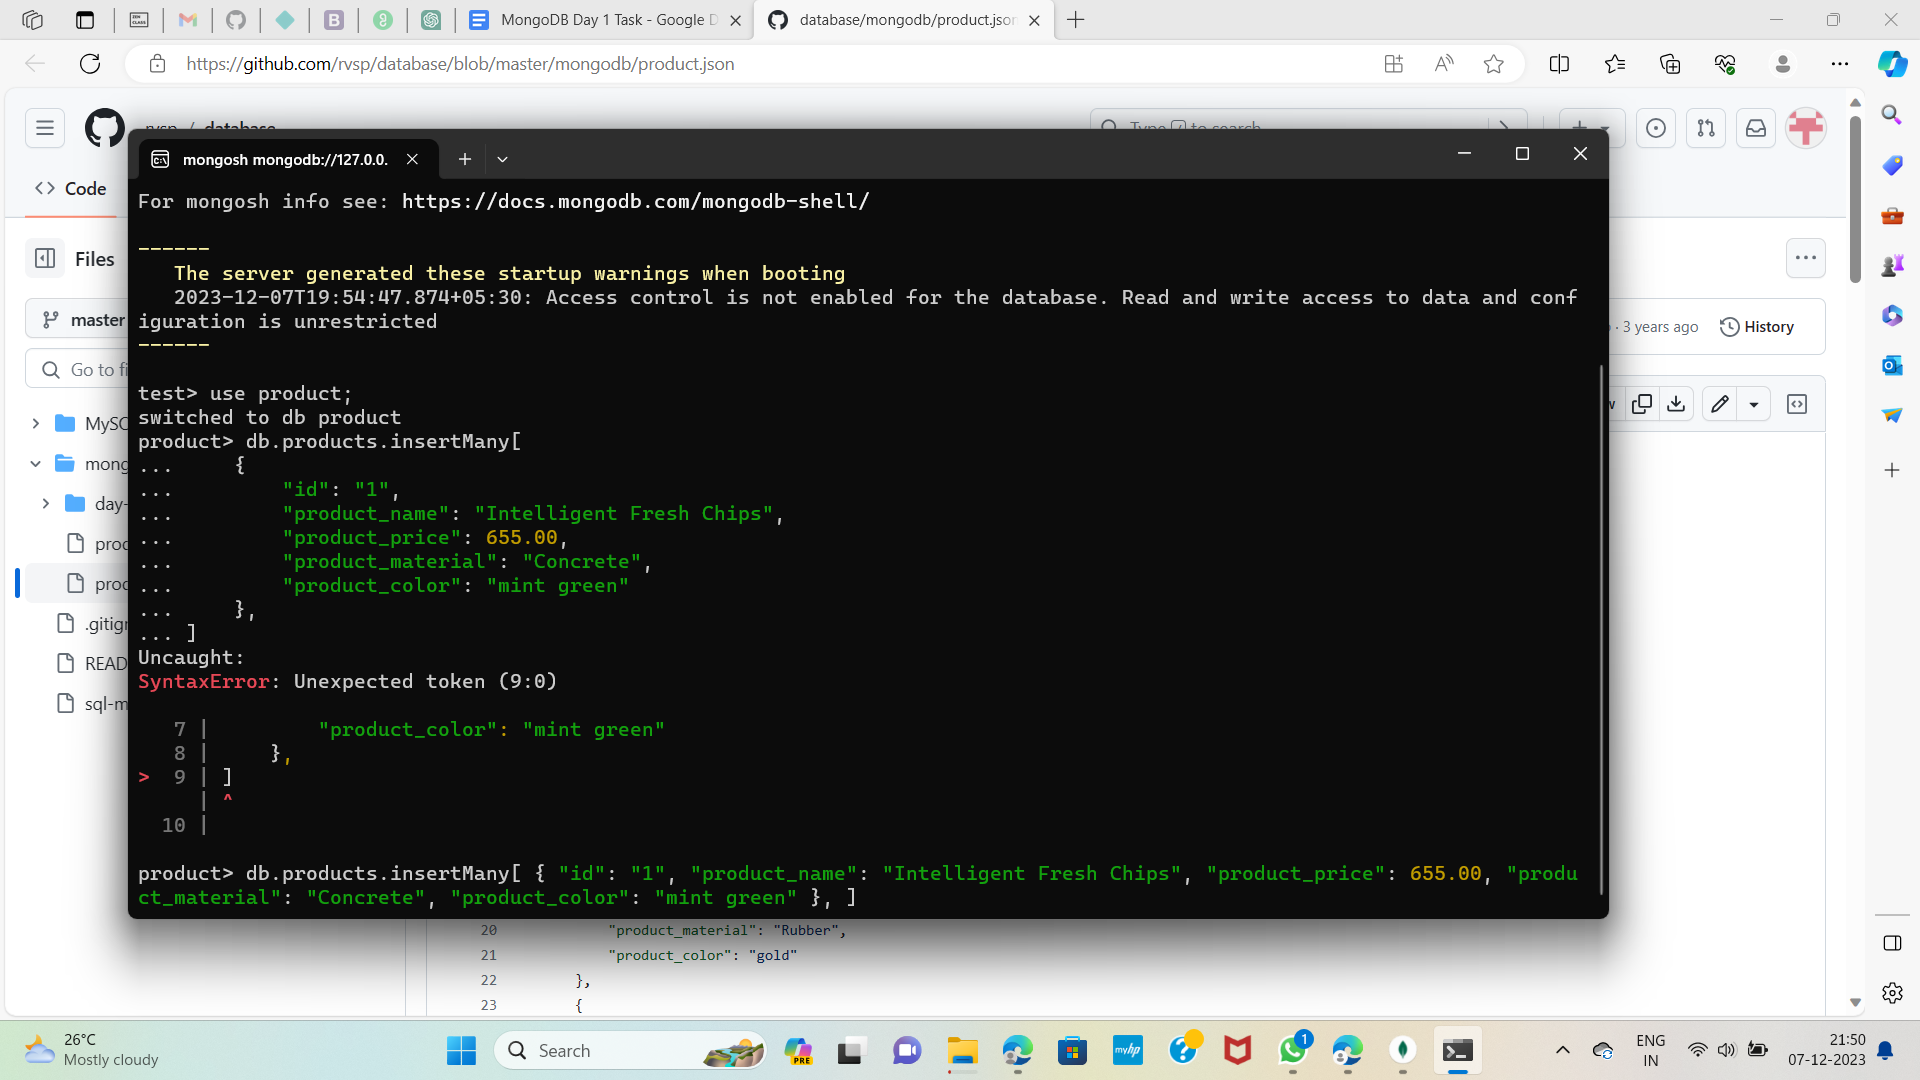 MongoDB Day 1 Task - Google D
database/mongodb/product.json
https://github.com/rvsp/database/blob/master/mongodb/product.json
rvsp / database
Type / to search
Code
Files
master
Go to fi
mong
day-
proc
proc
.gitigr
READ
sql-m
3 years ago
History
mongosh mongodb://127.0.0.
For mongosh info see: https://docs.mongodb.com/mongodb-shell/
------
The server generated these startup warnings when booting
2023-12-07T19:54:47.874+05:30: Access control is not enabled for the database. Read and write access to data and conf
iguration is unrestricted
------
test> use product;
switched to db product
product> db.products.insertMany[
... {
... "id": "1",
... "product_name": "Intelligent Fresh Chips",
... "product_price": 655.00,
... "product_material": "Concrete",
... "product_color": "mint green"
... },
... ]
Uncaught:
SyntaxError: Unexpected token (9:0)
7 | "product_color": "mint green"
8 | },
> 9 | ]
| ^
10 |
product> db.products.insertMany[ { "id": "1", "product_name": "Intelligent Fresh Chips", "product_price": 655.00, "produ
ct_material": "Concrete", "product_color": "mint green" }, ]
20 "product_material": "Rubber",
21 "product_color": "gold"
22 },
23 {
26°C
Mostly cloudy
Search
PRE
myhp
1
ENG
IN
21:50
07-12-2023